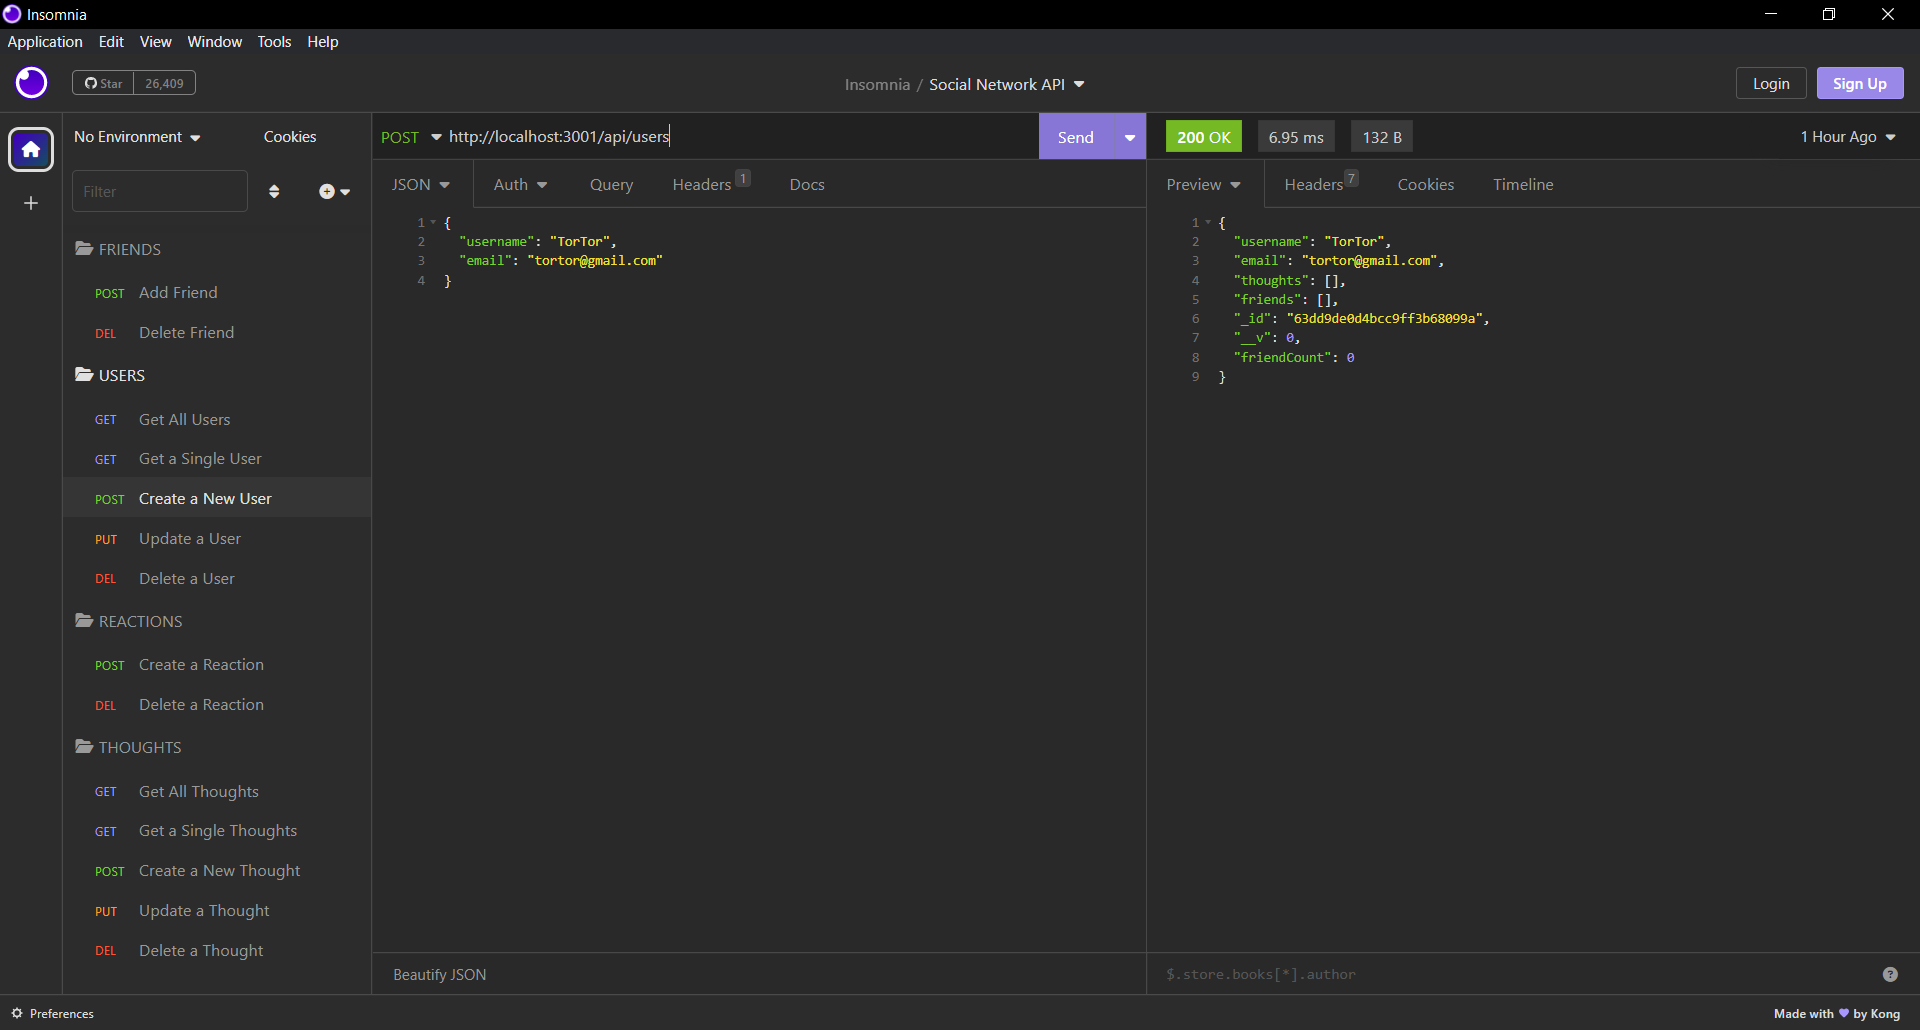 Insomnia
Application Edit View Window Tools Help
Star 26,409
Insomnia / Social Network API
Login Sign Up
No Environment Cookies
POST http://localhost:3001/api/users
Send
200 OK 6.95 ms 132 B
1 Hour Ago
Filter
JSON Auth Query Headers 1 Docs
Preview Headers 7 Cookies Timeline
FRIENDS
POST Add Friend
DEL Delete Friend
USERS
GET Get All Users
GET Get a Single User
POST Create a New User
PUT Update a User
DEL Delete a User
REACTIONS
POST Create a Reaction
DEL Delete a Reaction
THOUGHTS
GET Get All Thoughts
GET Get a Single Thoughts
POST Create a New Thought
PUT Update a Thought
DEL Delete a Thought
1 {
2 "username": "TorTor",
3 "email": "tortor@gmail.com"
4 }
1 {
2 "username": "TorTor",
3 "email": "tortor@gmail.com",
4 "thoughts": [],
5 "friends": [],
6 "_id": "63dd9de0d4bcc9ff3b68099a",
7 "__v": 0,
8 "friendCount": 0
9 }
Beautify JSON
$.store.books[*].author
?
Preferences
Made with 💜 by Kong